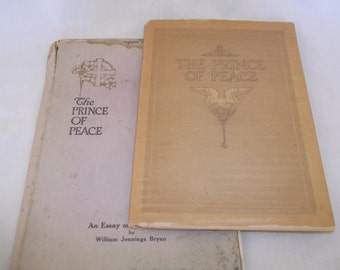 The
PRINCE
OF
PEACE
An Essay
by
William Jennings Bryan
THE PRINCE
OF PEACE